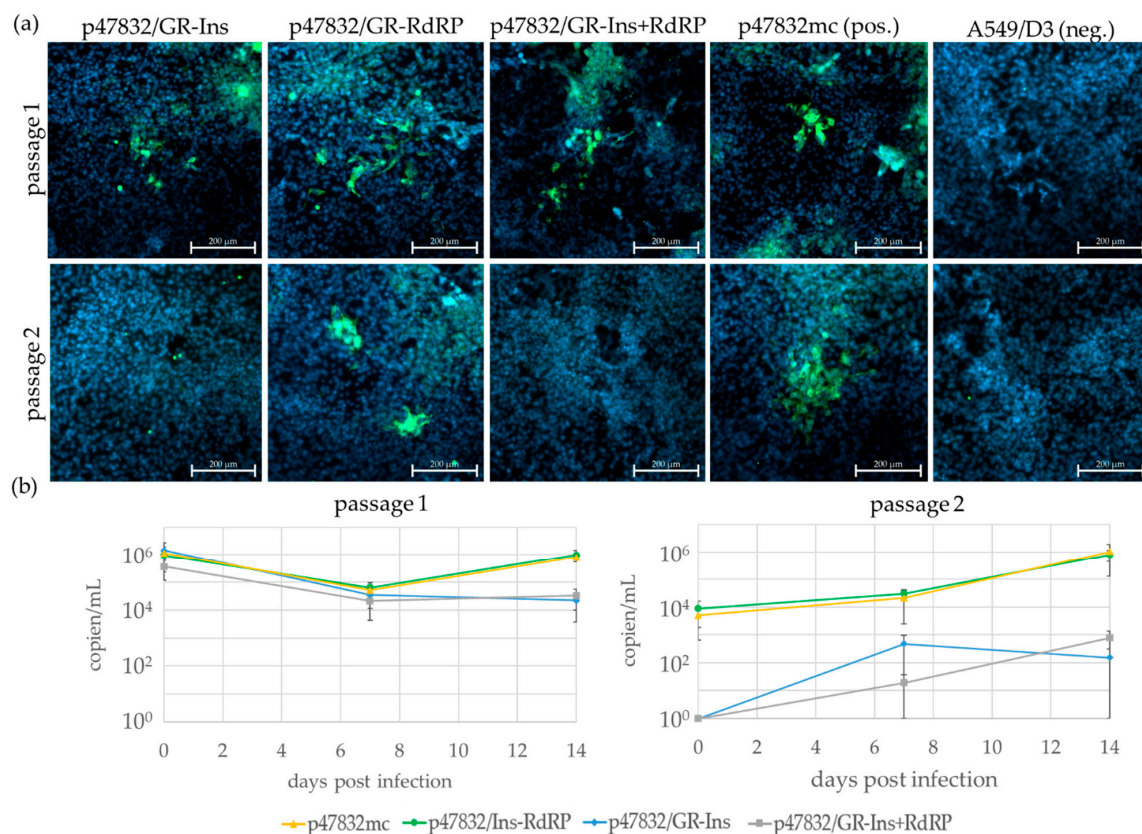 (a)
p47832/GR-Ins p47832/GR-RdRP p47832/GR-Ins+RdRP p47832mc (pos.) A549/D3 (neg.)
passage 1
200 µm 200 µm 200 µm 200 µm 200 µm
passage 2
200 µm 200 µm 200 µm 200 µm 200 µm
(b)
passage 1 passage 2
copien/mL
10⁶
10⁴
10²
10⁰
0 2 4 6 8 10 12 14
days post infection
copien/mL
10⁶
10⁴
10²
10⁰
0 2 4 6 8 10 12 14
days post infection
p47832mc p47832/Ins-RdRP p47832/GR-Ins p47832/GR-Ins+RdRP